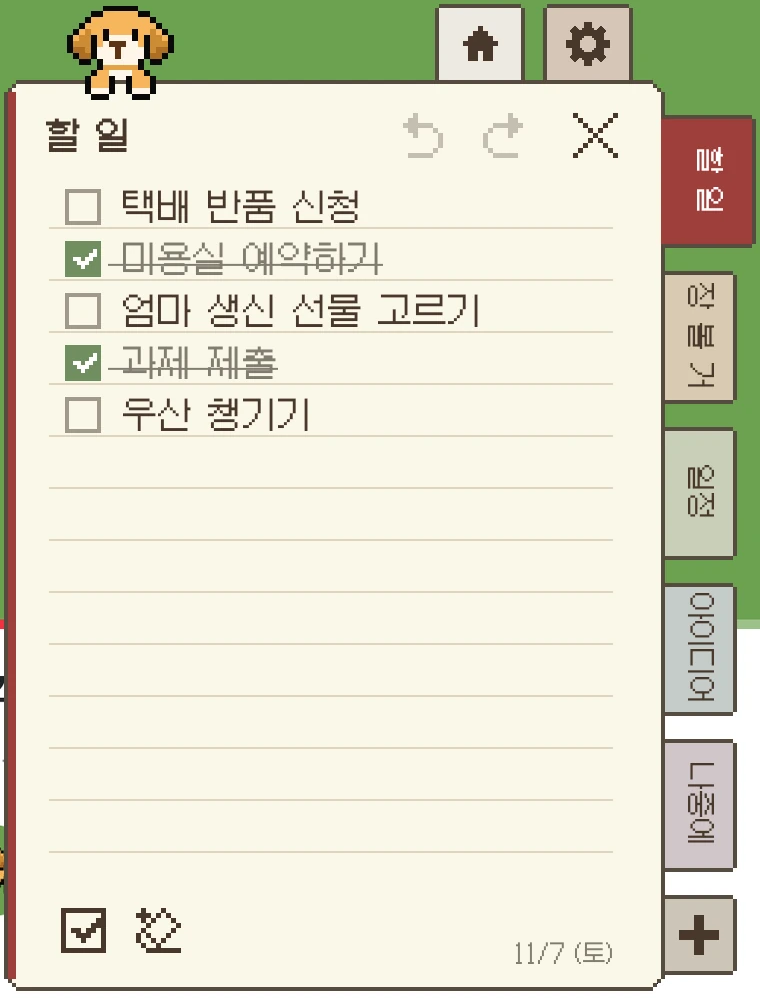 할 일
택배 반품 신청
미용실 예약하기
엄마 생신 선물 고르기
과제 제출
우산 챙기기
11/7 (토)
할 일
장 볼 거
일정
아이디어
나중에